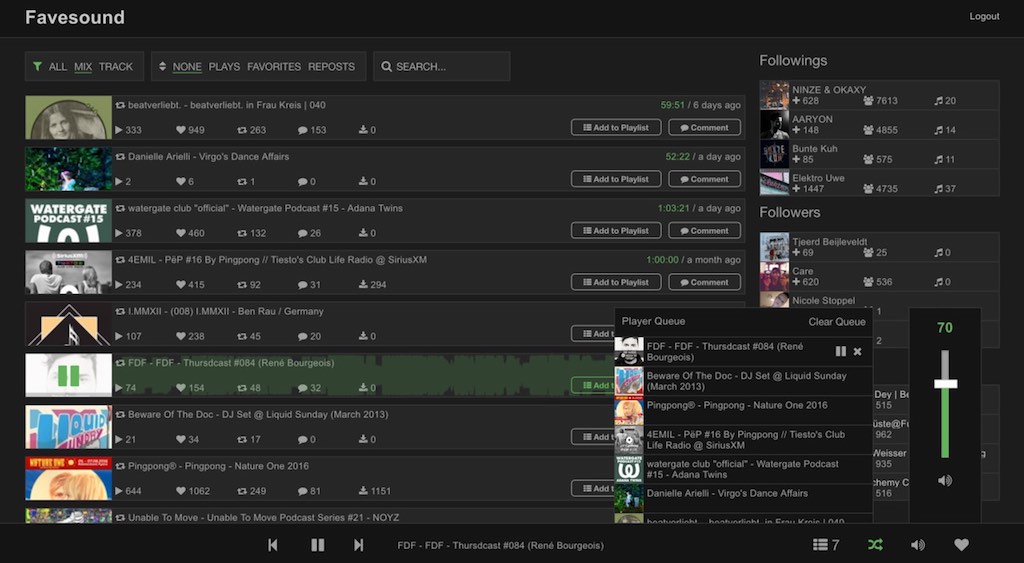 Favesound
Logout
ALL MIX TRACK
NONE PLAYS FAVORITES REPOSTS
SEARCH...
beatverliebt. - beatverliebt. in Frau Kreis | 040
59:51 / 6 days ago
333 949 263 153 0
Add to Playlist Comment
Danielle Arielli - Virgo's Dance Affairs
52:22 / a day ago
2 6 1 0 0
Add to Playlist Comment
WATERGATE
PODCAST #15
watergate club "official" - Watergate Podcast #15 - Adana Twins
1:03:21 / a day ago
378 460 132 26 0
Add to Playlist Comment
4EMIL - PëP #16 By Pingpong // Tiesto's Club Life Radio @ SiriusXM
1:00:00 / a month ago
234 415 92 31 294
Add to Playlist Comment
I.MMXII - (008) I.MMXII - Ben Rau / Germany
107 238 45 20 0
Add
FDF - FDF - Thursdcast #084 (René Bourgeois)
74 154 48 32 0
Add
LIQUID
SUNDAY
Beware Of The Doc - DJ Set @ Liquid Sunday (March 2013)
21 34 17 0 0
Add
NATURE ONE
Pingpong® - Pingpong - Nature One 2016
644 1062 249 81 1151
Add
Unable To Move - Unable To Move Podcast Series #21 - NOYZ
Followings
NINZE & OKAXY
628 7613 20
AARYON
148 4855 14
Bunte Kuh
85 575 11
Elektro Uwe
1447 4735 37
Followers
Tjeerd Beijleveldt
69 25 0
Care
620 536 0
Nicole Stoppel
1
2
Dey | Be
515
962
Weisser
935
chemy C
516
Player Queue
Clear Queue
FDF - FDF - Thursdcast #084 (René
Bourgeois)
Beware Of The Doc - DJ Set @ Liquid Sunday
(March 2013)
Pingpong® - Pingpong - Nature One 2016
4EMIL - PëP #16 By Pingpong // Tiesto's Club
Life Radio @ SiriusXM
watergate club "official" - Watergate Podcast
#15 - Adana Twins
Danielle Arielli - Virgo's Dance Affairs
beatverliebt. - beatverliebt. in Frau Kreis | 040
70
FDF - FDF - Thursdcast #084 (René Bourgeois)
7